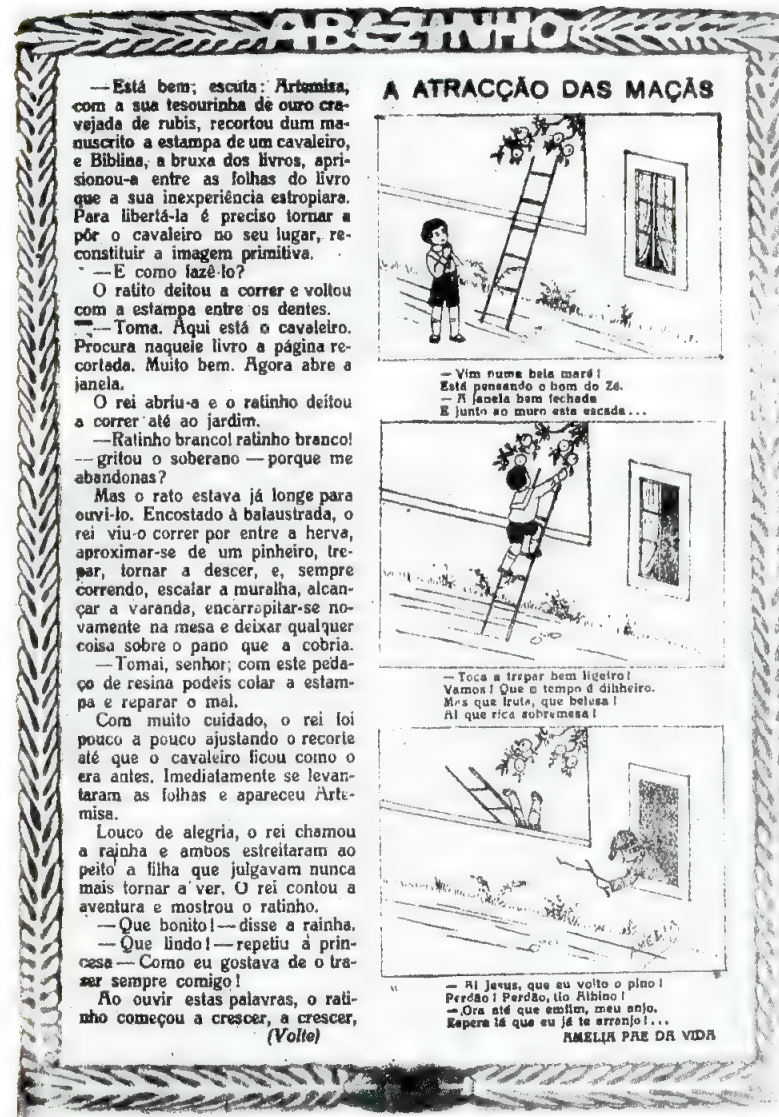 ABCZINHO
—Está bem; escuta: Artemisa,
com a sua tesourinha de ouro cra-
vejada de rubis, recortou dum ma-
nuscrito a estampa de um cavaleiro,
e Biblina, a bruxa dos livros, apri-
sionou-a entre as folhas do livro
que a sua inexperiência estropiara.
Para libertá-la é preciso tornar a
pôr o cavaleiro no seu lugar, re-
constituir a imagem primitiva.
—E como fazê-lo?
O ratito deitou a correr e voltou
com a estampa entre os dentes.
—Toma. Aqui está o cavaleiro.
Procura naquele livro a página re-
cortada. Muito bem. Agora abre a
janela.
O rei abriu-a e o ratinho deitou
a correr até ao jardim.
—Ratinho branco! ratinho branco!
—gritou o soberano—porque me
abandonas?
Mas o rato estava já longe para
ouvi-lo. Encostado à balaustrada, o
rei viu-o correr por entre a herva,
aproximar-se de um pinheiro, tre-
par, tornar a descer, e, sempre
correndo, escalar a muralha, alcan-
çar a varanda, encarrapitar-se no-
vamente na mesa e deixar qualquer
coisa sobre o pano que a cobria.
—Tomai, senhor; com este peda-
ço de resina podeis colar a estam-
pa e reparar o mal.
Com muito cuidado, o rei foi
pouco a pouco ajustando o recorte
até que o cavaleiro ficou como o
era antes. Imediatamente se levan-
taram as folhas e apareceu Arte-
misa.
Louco de alegria, o rei chamou
a rainha e ambos estreitaram ao
peito a filha que julgavam nunca
mais tornar a ver. O rei contou a
aventura e mostrou o ratinho.
—Que bonito!—disse a rainha.
—Que lindo!—repetiu a prin-
cesa—Como eu gostava de o tra-
zer sempre comigo!
Ao ouvir estas palavras, o rati-
nho começou a crescer, a crescer,
(Volte)
A ATRACÇÃO DAS MAÇÃS
— Vim numa bela maré!
Está pensando o bom do Zé.
— A janela bem fechada
E junto ao muro esta escada...
— Toca a trepar bem ligeiro!
Vamos! Que o tempo é dinheiro.
Mas que fruta, que beleza!
Ai que rica sobremesa!
AMELIA
— Ai Jesus, que eu volto o pino!
Perdão! Perdão, tio Albino!
— Ora até que emfim, meu anjo.
Espera lá que eu já te arranjo!...
AMELIA PAE DA VIDA